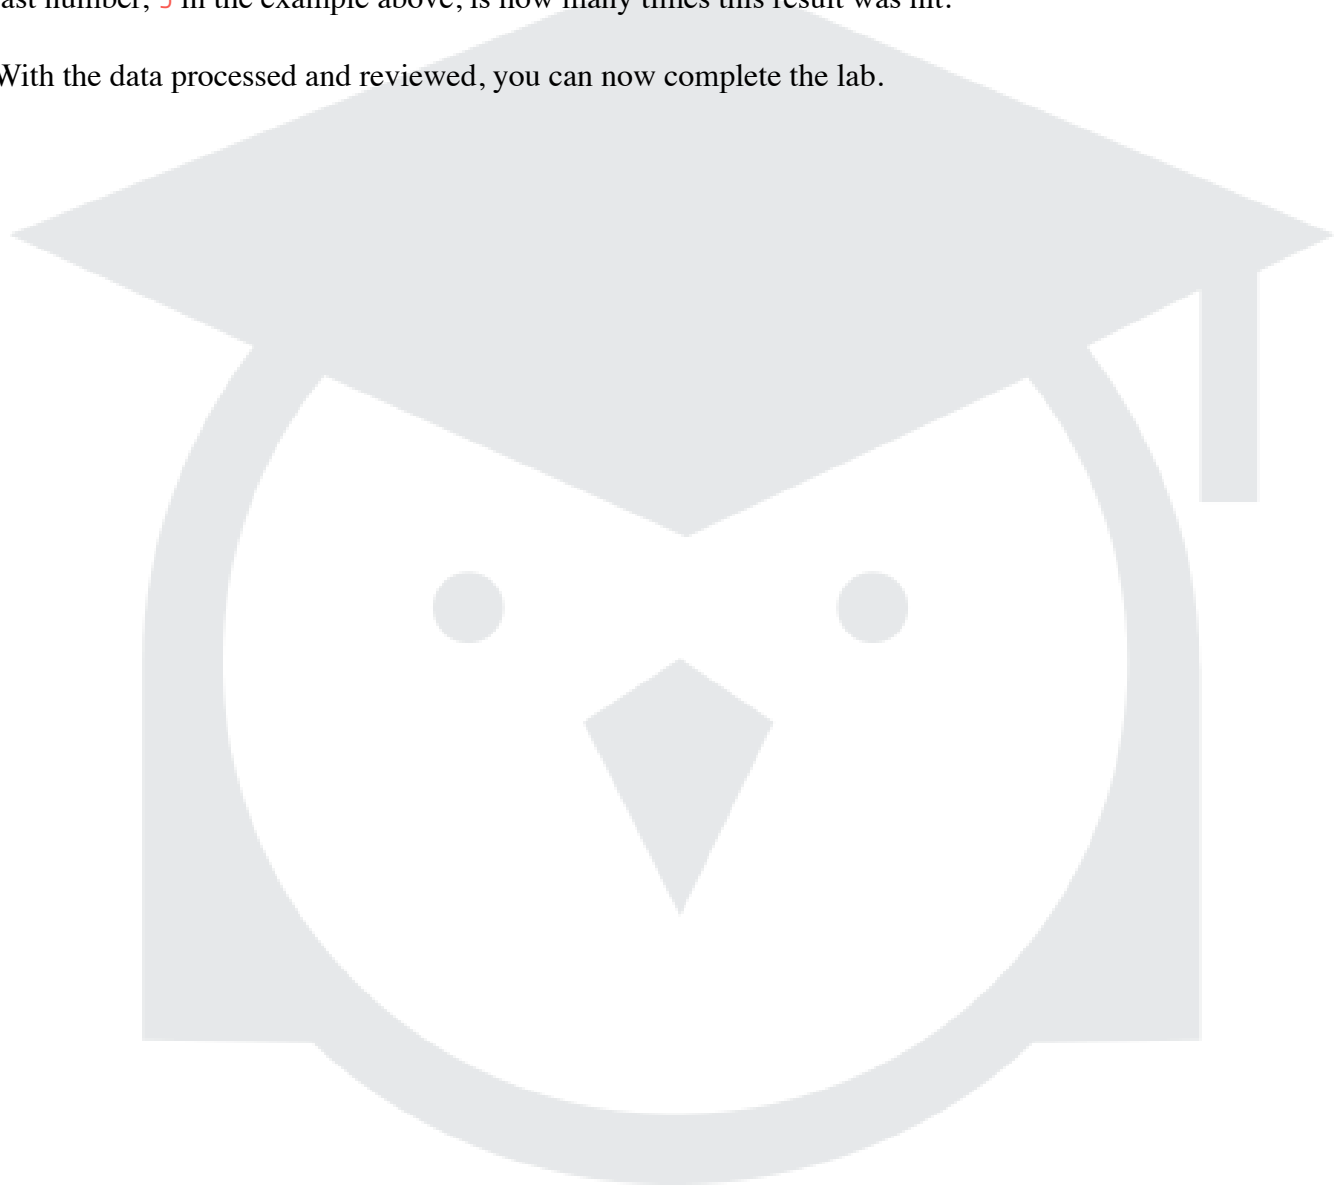 number, 5 in the example above, is how many times this result was hit.
With the data processed and reviewed, you can now complete the lab.